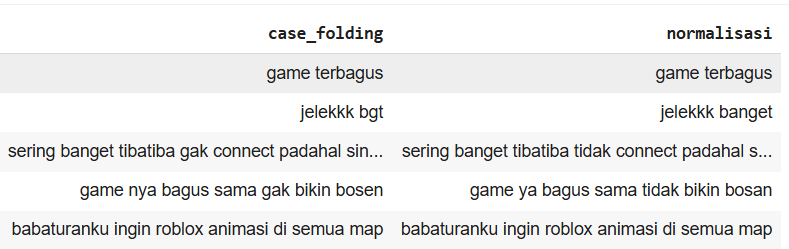 case_folding normalisasi
game terbagus game terbagus
jelekkk bgt jelekkk banget
sering banget tibatiba gak connect padahal sin... sering banget tibatiba tidak connect padahal s...
game nya bagus sama gak bikin bosen game ya bagus sama tidak bikin bosan
babaturanku ingin roblox animasi di semua map babaturanku ingin roblox animasi di semua map